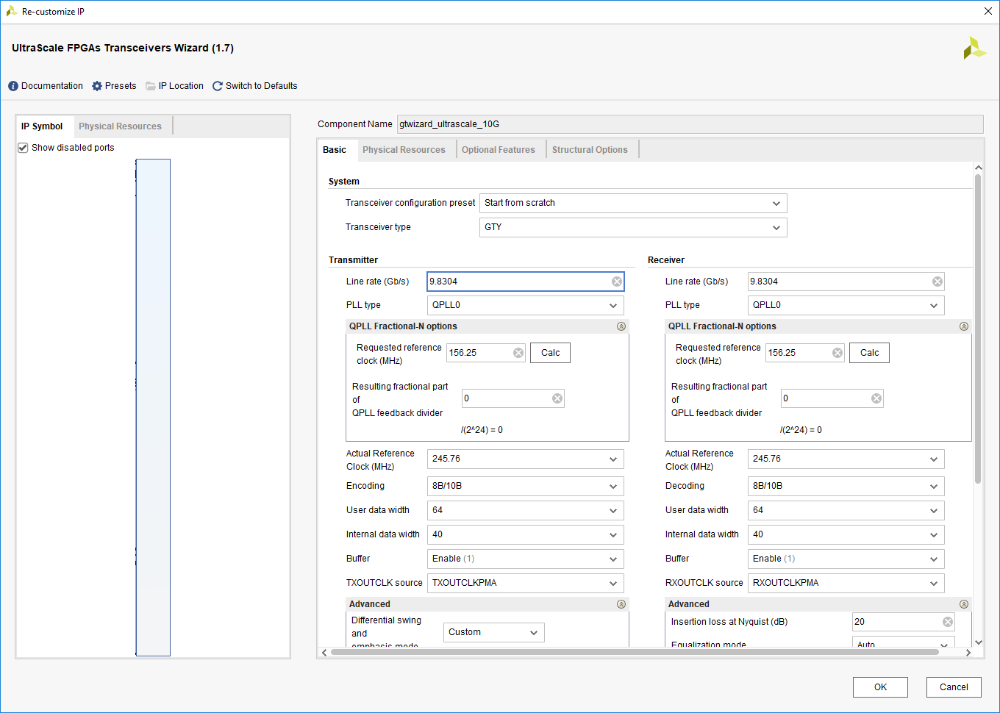 Re-customize IP
UltraScale FPGAs Transceivers Wizard (1.7)
Documentation Presets IP Location Switch to Defaults
IP Symbol Physical Resources
Show disabled ports
Component Name gtwizard_ultrascale_10G
Basic Physical Resources Optional Features Structural Options
System
Transceiver configuration preset Start from scratch
Transceiver type GTY
Transmitter
Line rate (Gb/s) 9.8304
PLL type QPLL0
QPLL Fractional-N options
Requested reference
clock (MHz) 156.25 Calc
Resulting fractional part
of
QPLL feedback divider 0
/(2^24) = 0
Actual Reference
Clock (MHz) 245.76
Encoding 8B/10B
User data width 64
Internal data width 40
Buffer Enable (1)
TXOUTCLK source TXOUTCLKPMA
Advanced
Differential swing
and
emphasis mode Custom
Receiver
Line rate (Gb/s) 9.8304
PLL type QPLL0
QPLL Fractional-N options
Requested reference
clock (MHz) 156.25 Calc
Resulting fractional part
of
QPLL feedback divider 0
/(2^24) = 0
Actual Reference
Clock (MHz) 245.76
Decoding 8B/10B
User data width 64
Internal data width 40
Buffer Enable (1)
RXOUTCLK source RXOUTCLKPMA
Advanced
Insertion loss at Nyquist (dB) 20
Equalization mode Auto
OK Cancel